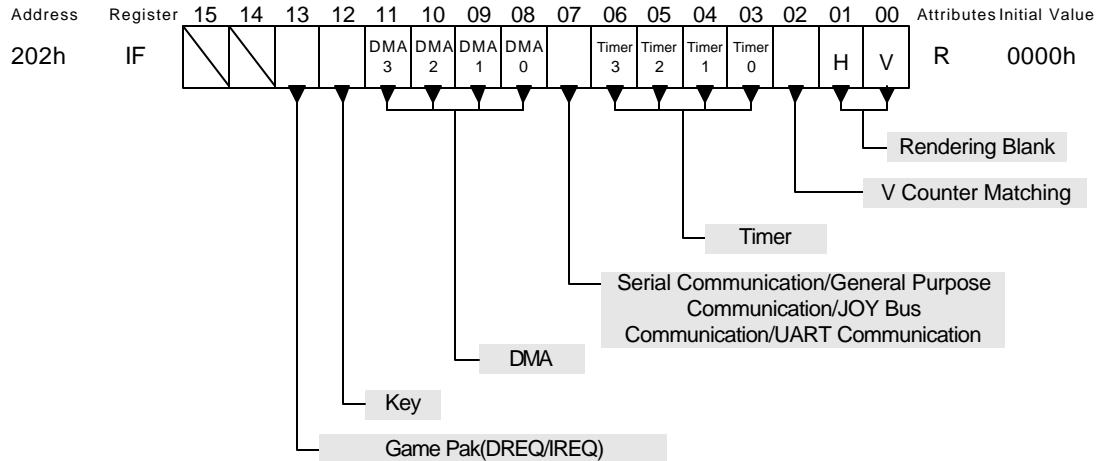 Address Register 15 14 13 12 11 10 09 08 07 06 05 04 03 02 01 00 Attributes Initial Value
202h IF DMA 3 DMA 2 DMA 1 DMA 0 Timer 3 Timer 2 Timer 1 Timer 0 H V R 0000h
Rendering Blank
V Counter Matching
Timer
Serial Communication/General Purpose
Communication/JOY Bus
Communication/UART Communication
DMA
Key
Game Pak(DREQ/IREQ)